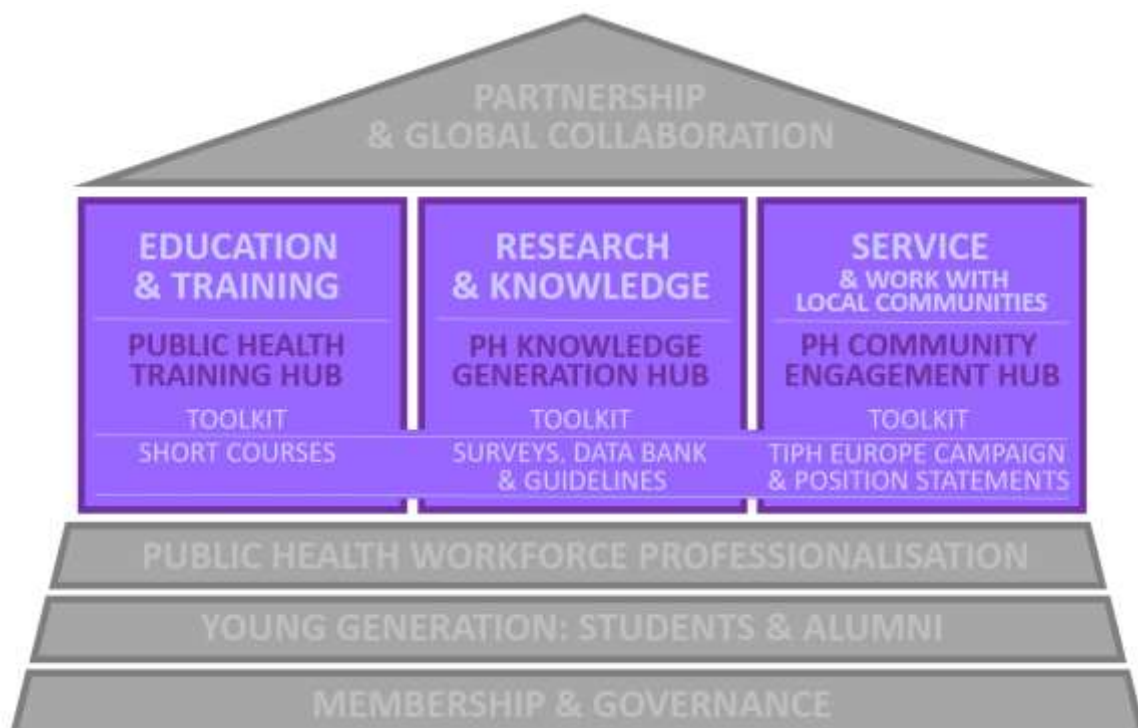 PARTNERSHIP
& GLOBAL COLLABORATION
EDUCATION
& TRAINING
PUBLIC HEALTH
TRAINING HUB
TOOLKIT
SHORT COURSES
RESEARCH
& KNOWLEDGE
PH KNOWLEDGE
GENERATION HUB
TOOLKIT
SURVEYS, DATA BANK
& GUIDELINES
SERVICE
& WORK WITH
LOCAL COMMUNITIES
PH COMMUNITY
ENGAGEMENT HUB
TOOLKIT
TIPH EUROPE CAMPAIGN
& POSITION STATEMENTS
PUBLIC HEALTH WORKFORCE PROFESSIONALISATION
YOUNG GENERATION: STUDENTS & ALUMNI
MEMBERSHIP & GOVERNANCE